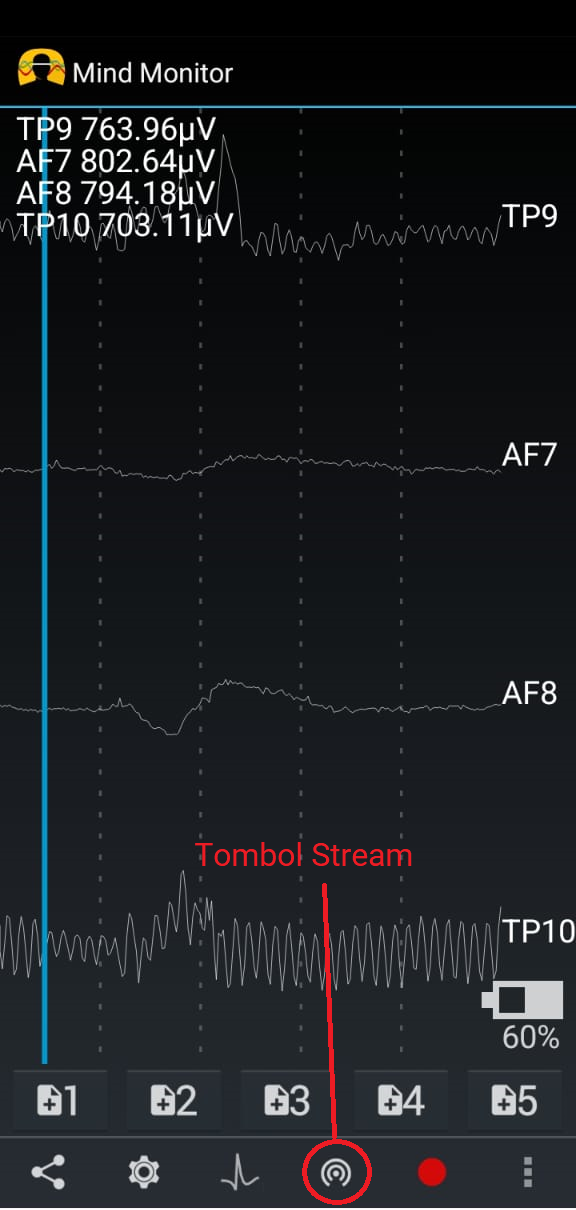 Mind Monitor
TP9 763.96µV
AF7 802.64µV
AF8 794.18µV
TP10 703.11µV
TP9
AF7
AF8
Tombol Stream
TP10
60%
1 2 3 4 5